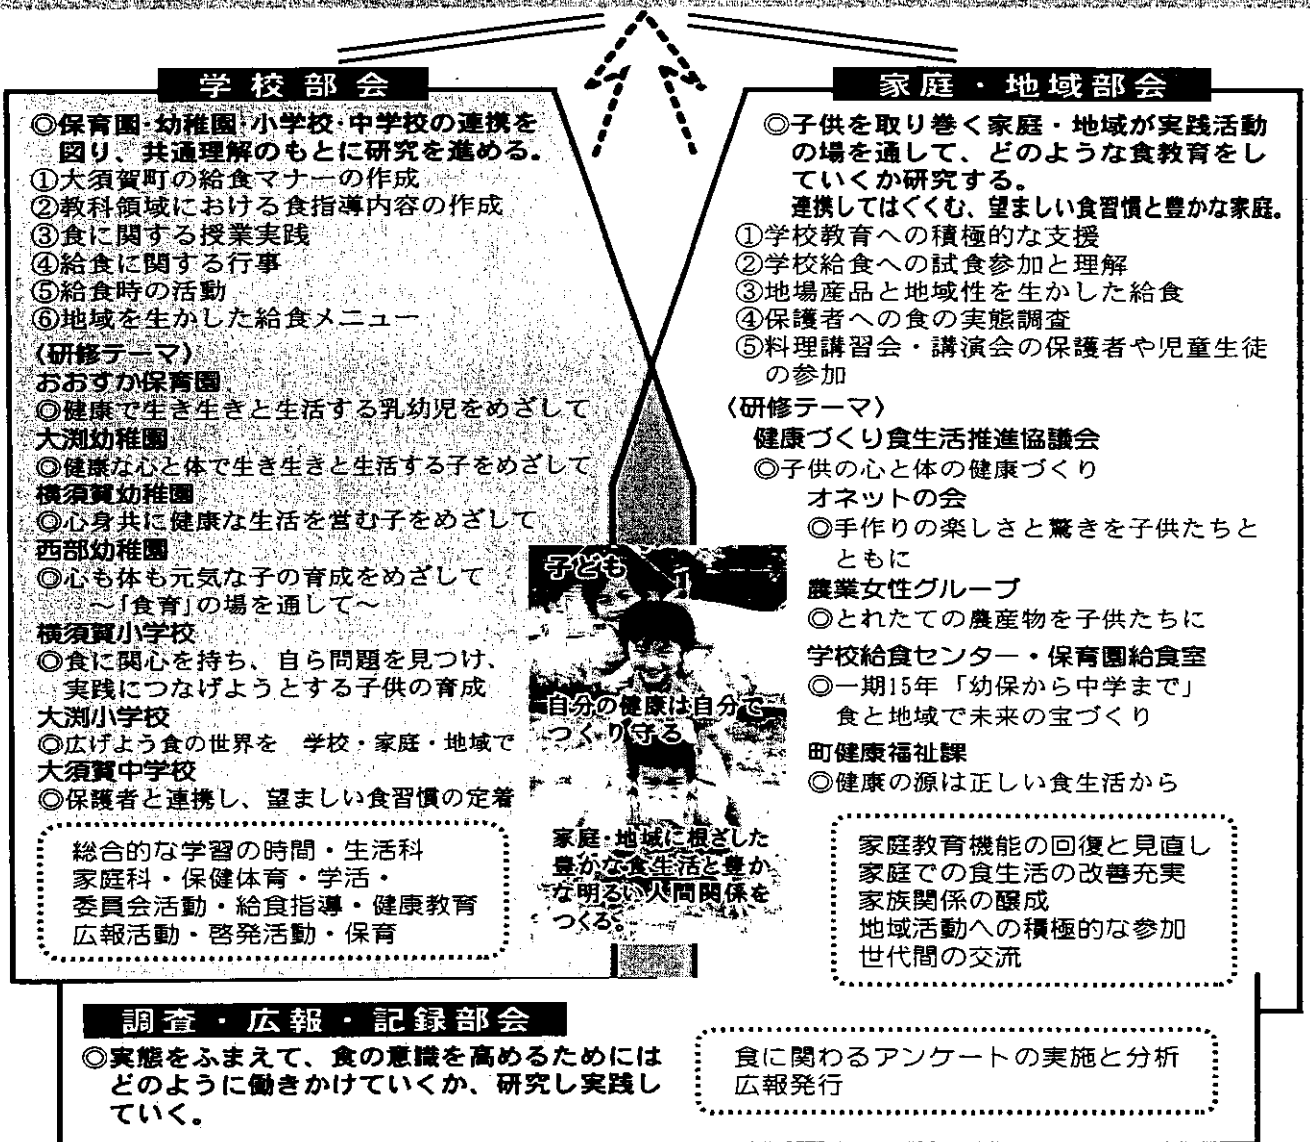 学校部会
◎保育園・幼稚園・小学校・中学校の連携を
図り、共通理解のもとに研究を進める。
①大須賀町の給食マナーの作成
②教科領域における食指導内容の作成
③食に関する授業実践
④給食に関する行事
⑤給食時の活動
⑥地域を生かした給食メニュー
〈研修テーマ〉
おおすか保育園
◎健康で生き生きと生活する乳幼児をめざして
大渕幼稚園
◎健康な心と体で生き生きと生活する子をめざして
横須賀幼稚園
◎心身共に健康な生活を営む子をめざして
西部幼稚園
◎心も体も元気な子の育成をめざして
～「食育」の場を通して～
横須賀小学校
◎食に関心を持ち、自ら問題を見つけ、
実践につなげようとする子供の育成
大渕小学校
◎広げよう食の世界を　学校・家庭・地域で
大須賀中学校
◎保護者と連携し、望ましい食習慣の定着
総合的な学習の時間・生活科
家庭科・保健体育・学活・
委員会活動・給食指導・健康教育
広報活動・啓発活動・保育
子ども
自分の健康は自分で
つくり守る
家庭・地域に根ざした
豊かな食生活と豊か
な明るい人間関係を
つくる。
家庭・地域部会
◎子供を取り巻く家庭・地域が実践活動
の場を通して、どのような食教育をし
ていくか研究する。
連携してはぐくむ、望ましい食習慣と豊かな家庭。
①学校教育への積極的な支援
②学校給食への試食参加と理解
③地場産品と地域性を生かした給食
④保護者への食の実態調査
⑤料理講習会・講演会の保護者や児童生徒
の参加
〈研修テーマ〉
健康づくり食生活推進協議会
◎子供の心と体の健康づくり
オネットの会
◎手作りの楽しさと驚きを子供たちと
ともに
農業女性グループ
◎とれたての農産物を子供たちに
学校給食センター・保育園給食室
◎一期15年「幼保から中学まで」
食と地域で未来の宝づくり
町健康福祉課
◎健康の源は正しい食生活から
家庭教育機能の回復と見直し
家庭での食生活の改善充実
家族関係の醸成
地域活動への積極的な参加
世代間の交流
調査・広報・記録部会
◎実態をふまえて、食の意識を高めるためには
どのように働きかけていくか、研究し実践し
ていく。
食に関わるアンケートの実施と分析
広報発行